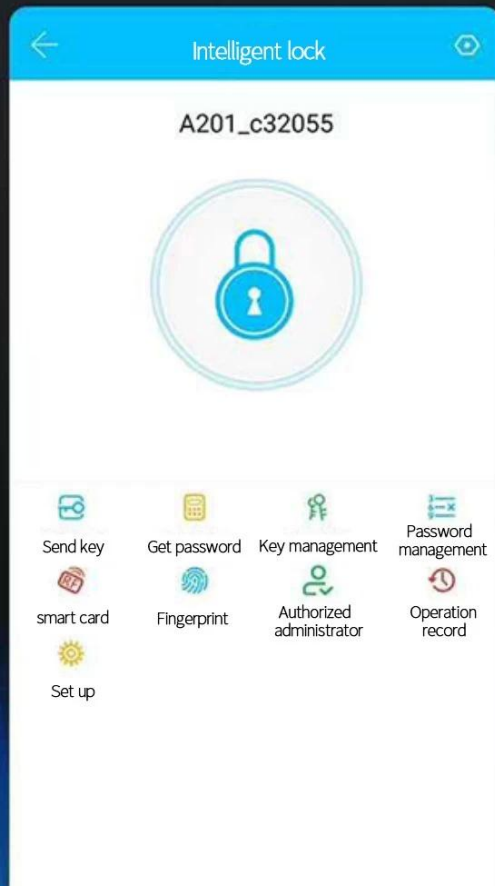 Intelligent lock
A201_c32055
Send key
Get password
Key management
Password
management
smart card
Fingerprint
Authorized
administrator
Operation
record
Set up